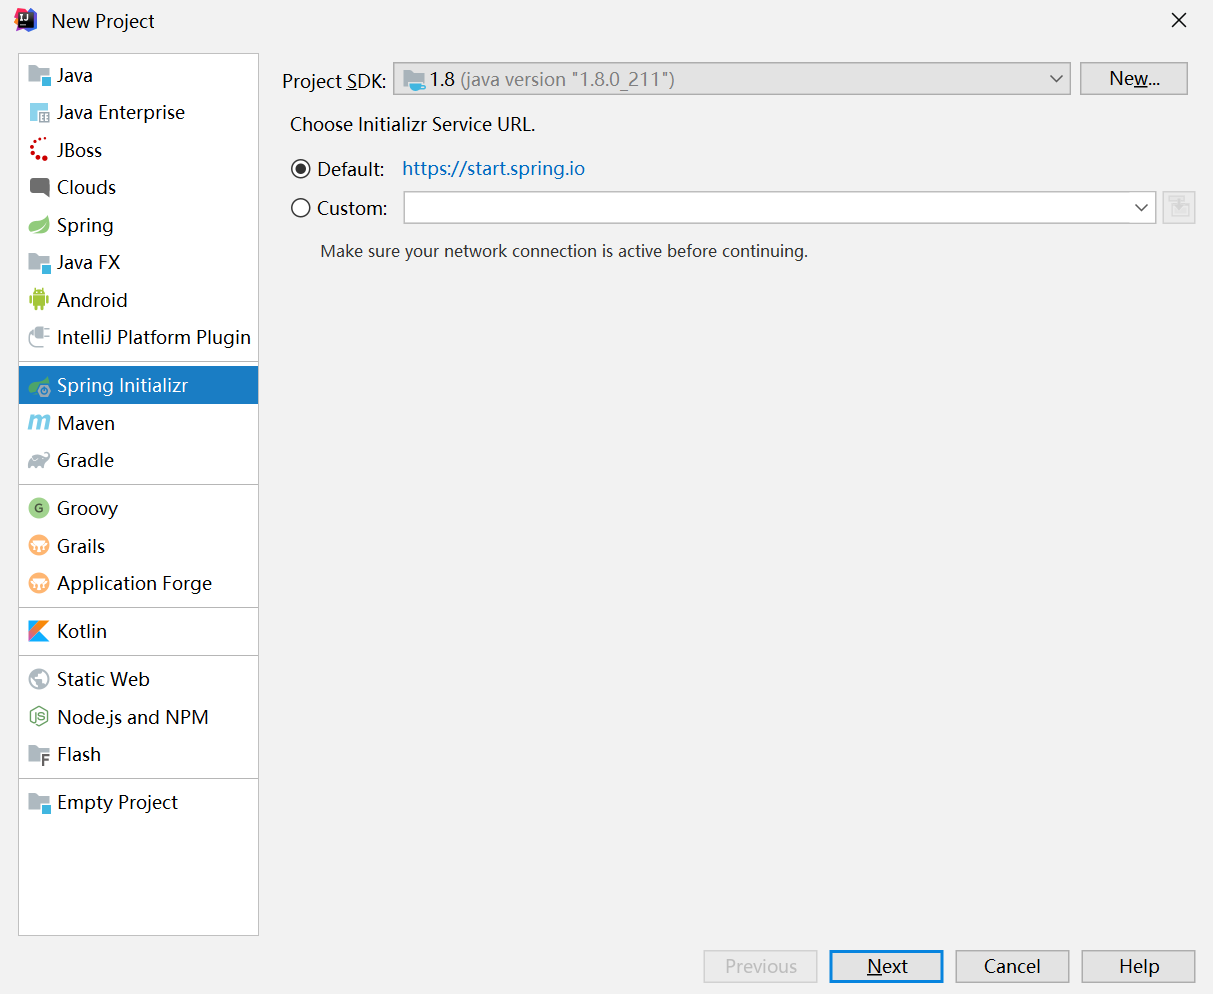 New Project
Java
Java Enterprise
JBoss
Clouds
Spring
Java FX
Android
IntelliJ Platform Plugin
Spring Initializr
Maven
Gradle
Groovy
Grails
Application Forge
Kotlin
Static Web
Node.js and NPM
Flash
Empty Project
Project SDK: 1.8 (java version "1.8.0_211") New...
Choose Initializr Service URL.
Default: https://start.spring.io
Custom:
Make sure your network connection is active before continuing.
Previous Next Cancel Help